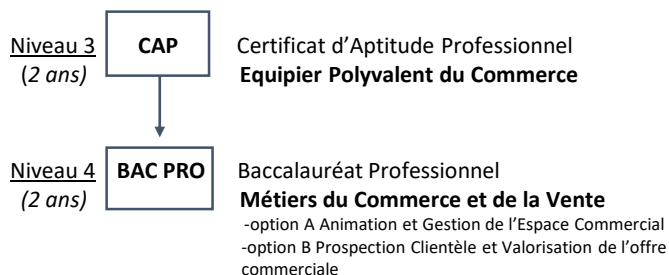 Niveau 3 CAP Certificat d’Aptitude Professionnel
(2 ans) Equipier Polyvalent du Commerce
Niveau 4 BAC PRO Baccalauréat Professionnel
(2 ans) Métiers du Commerce et de la Vente
-option A Animation et Gestion de l’Espace Commercial
-option B Prospection Clientèle et Valorisation de l’offre
commerciale